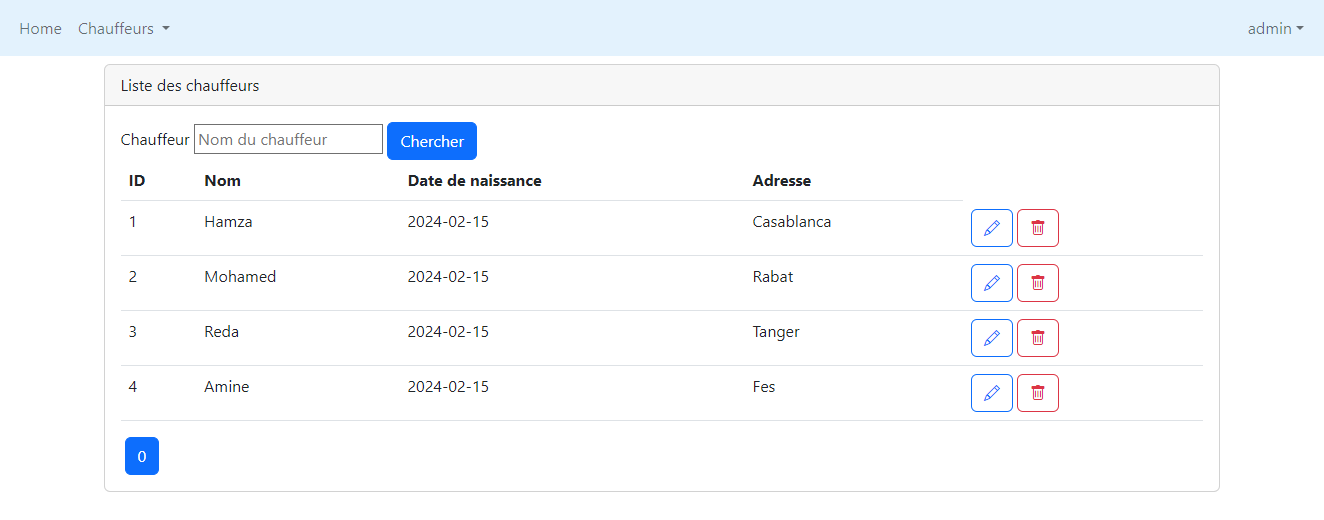 Home Chauffeurs admin
Liste des chauffeurs
Chauffeur Nom du chauffeur Chercher
ID Nom Date de naissance Adresse
1 Hamza 2024-02-15 Casablanca
2 Mohamed 2024-02-15 Rabat
3 Reda 2024-02-15 Tanger
4 Amine 2024-02-15 Fes
0